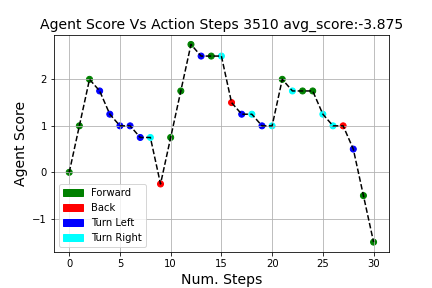 Agent Score Vs Action Steps 3510 avg_score:-3.875
Agent Score
2
1
0
−1
Forward
Back
Turn Left
Turn Right
0 5 10 15 20 25 30
Num. Steps